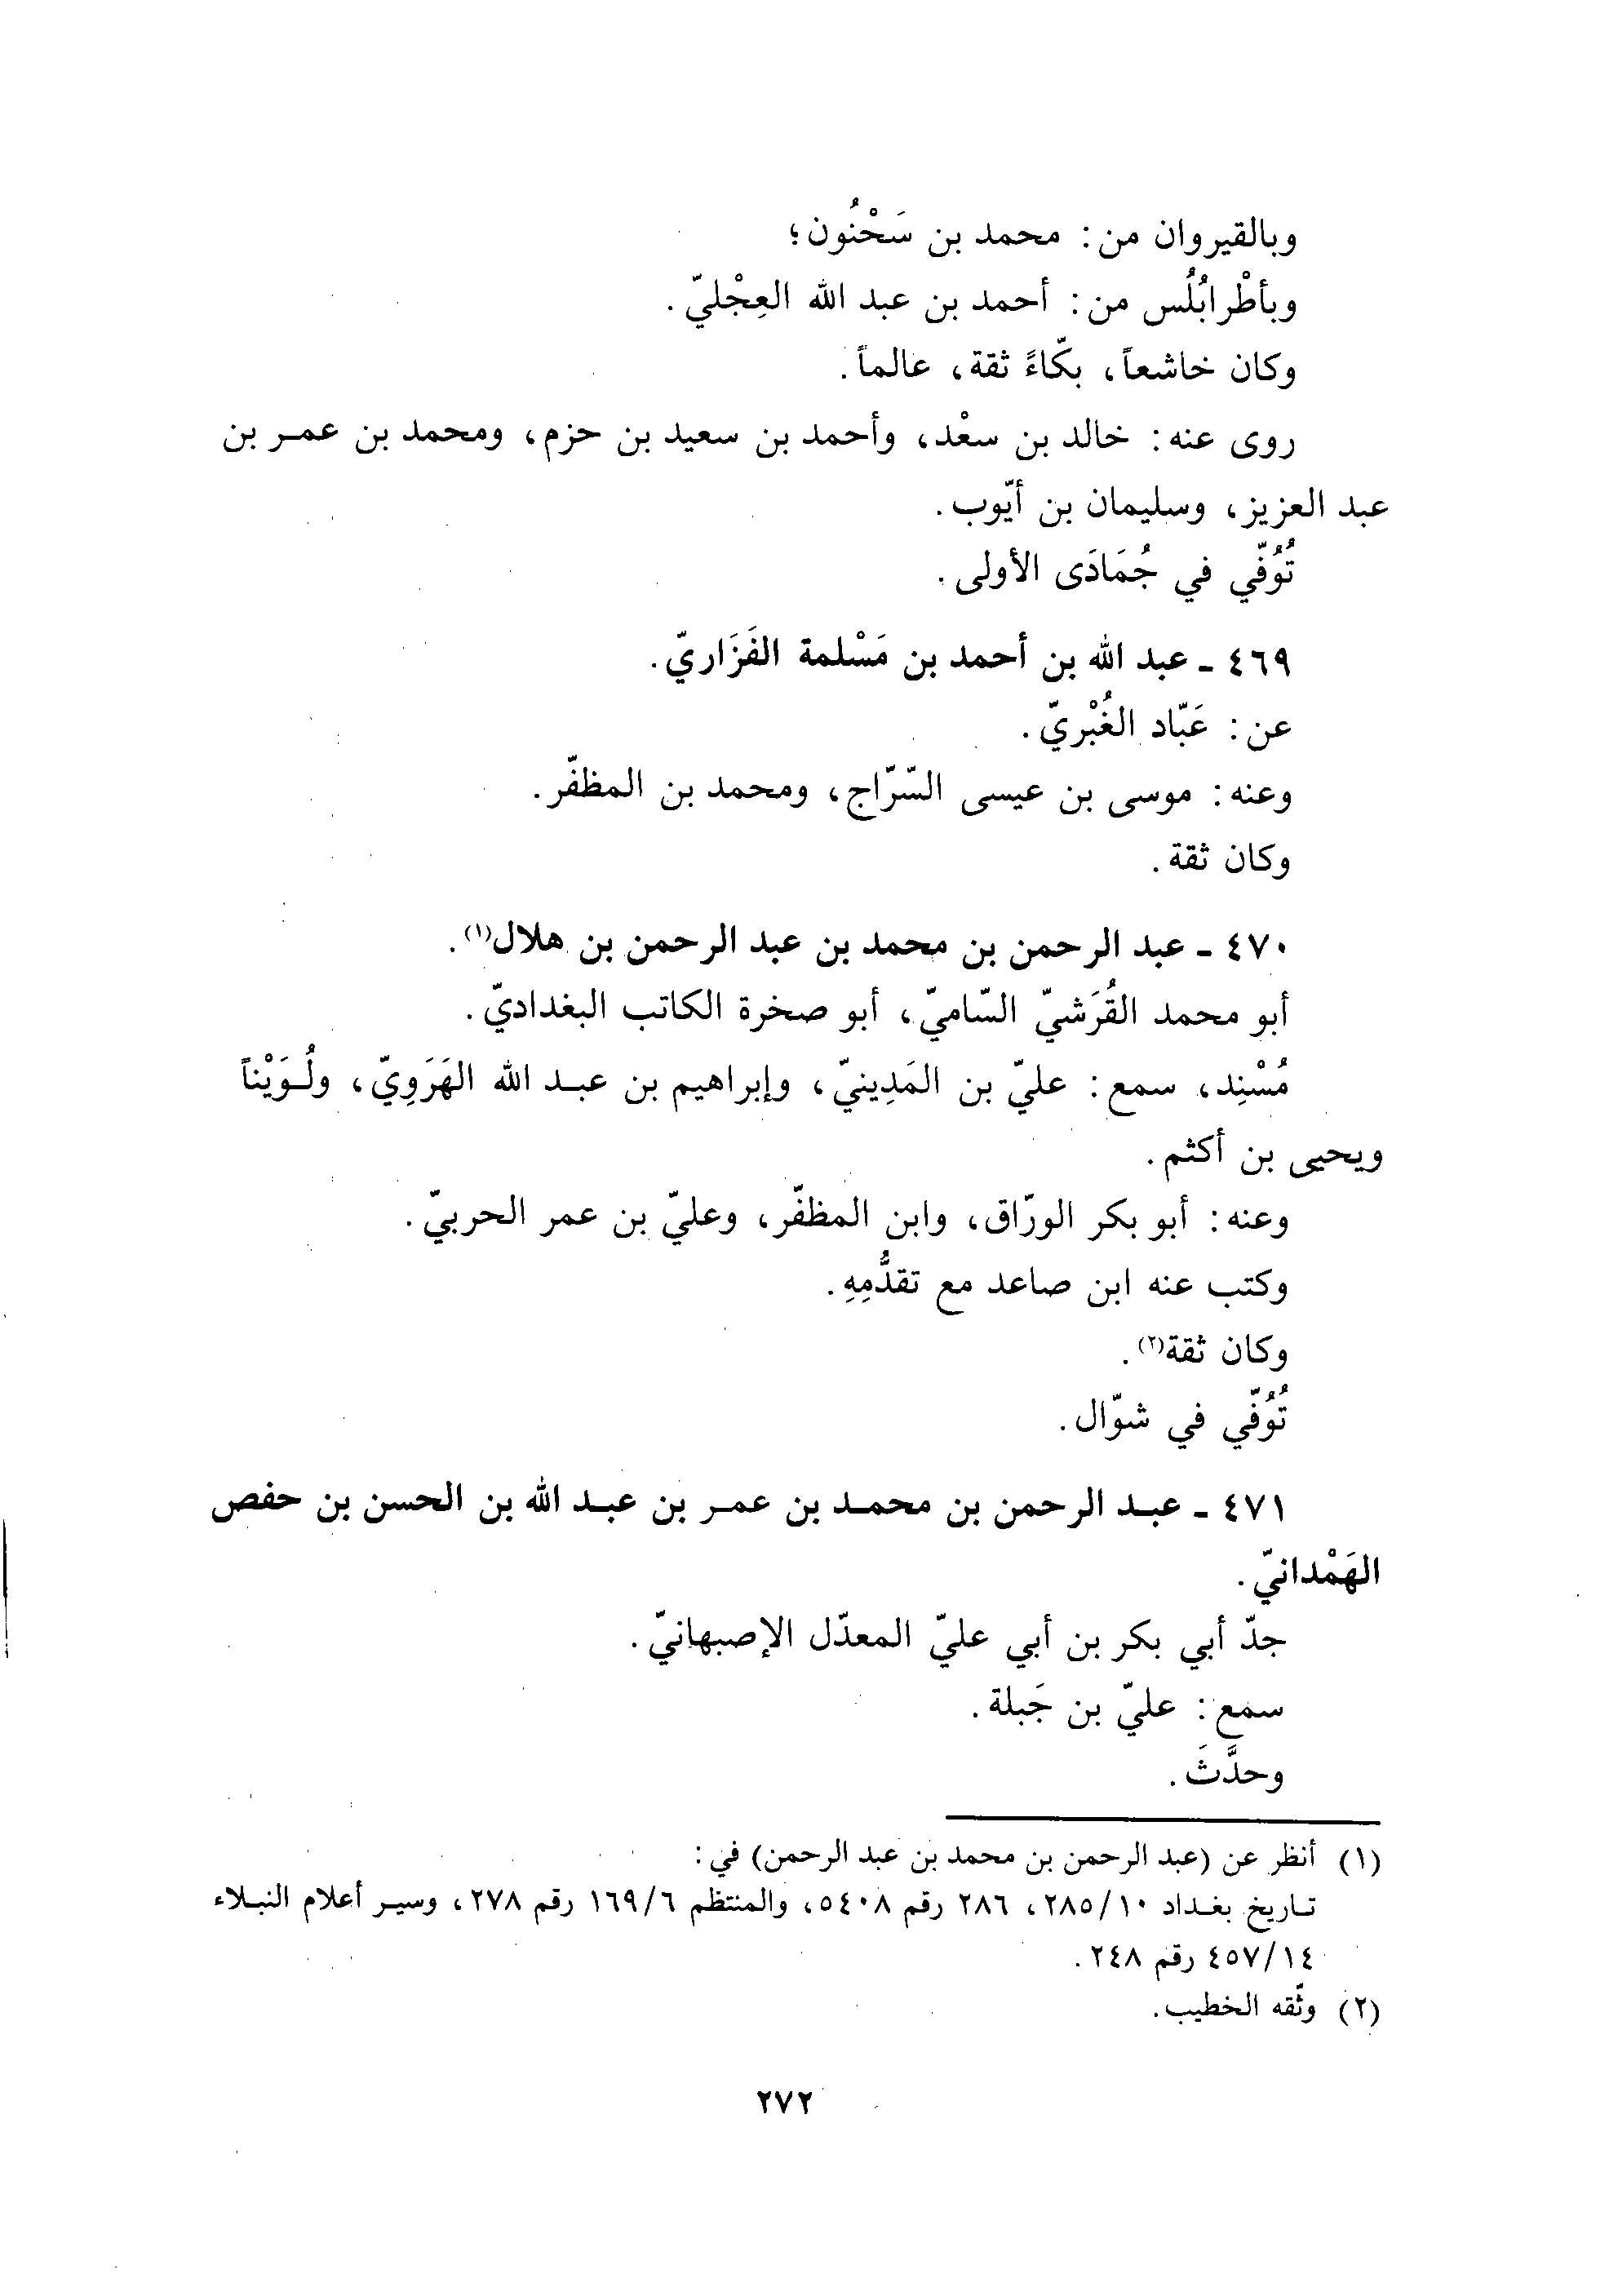 وبالقيروان من: محمد بن سَحْنُون؛
وبأطْرابُلُس من: أحمد بن عبد الله العِجْليّ.
وكان خاشعاً، بكّاءً ثقة، عالماً.
روى عنه: خالد بن سعْد، وأحمد بن سعيد بن حزم، ومحمد بن عمر بن
عبد العزيز، وسليمان بن أيّوب.
تُوُفّي في جُمَادَى الأولى.
٤٦٩ ـ عبد الله بن أحمد بن مَسْلمة الفَزَاريّ.
عن: عَبّاد الغُبْريّ.
وعنه: موسى بن عيسى السّرّاج، ومحمد بن المظفّر.
وكان ثقة.
٤٧٠ ـ عبد الرحمن بن محمد بن عبد الرحمن بن هلال(١).
أبو محمد القُرَشيّ السّاميّ، أبو صخرة الكاتب البغداديّ.
مُسْنِد، سمع: عليّ بن المَدِينيّ، وإبراهيم بن عبد الله الهَرَوِيّ، ولُوَيْناً
ويحيى بن أكثم.
وعنه: أبو بكر الورّاق، وابن المظفّر، وعليّ بن عمر الحربيّ.
وكتب عنه ابن صاعد مع تقدُّمِهِ.
وكان ثقة(٢).
تُوُفّي في شوّال.
٤٧١ ـ عبد الرحمن بن محمد بن عمر بن عبد الله بن الحسن بن حفص
الهَمْدانيّ.
جدّ أبي بكر بن أبي عليّ المعدّل الإصبهانيّ.
سمع: عليّ بن جَبلة.
وحدَّثَ.
(١) أنظر عن (عبد الرحمن بن محمد بن عبد الرحمن) في:
تاريخ بغداد ٢٨٥/١٠، ٢٨٦ رقم ٥٤٠٨، والمنتظم ١٦٩/٦ رقم ٢٧٨، وسير أعلام النبلاء
٤٥٧/١٤ رقم ٢٤٨.
(٢) وثّقه الخطيب.
٢٧٢